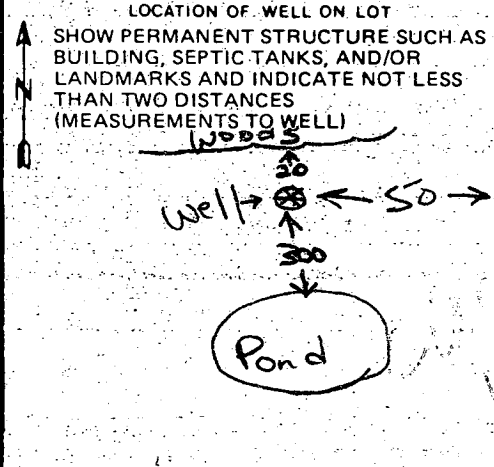 LOCATION OF WELL ON LOT
SHOW PERMANENT STRUCTURE SUCH AS
BUILDING, SEPTIC TANKS, AND/OR
LANDMARKS AND INDICATE NOT LESS
THAN TWO DISTANCES
(MEASUREMENTS TO WELL)
N
Woods
20
Well
50
300
Pond